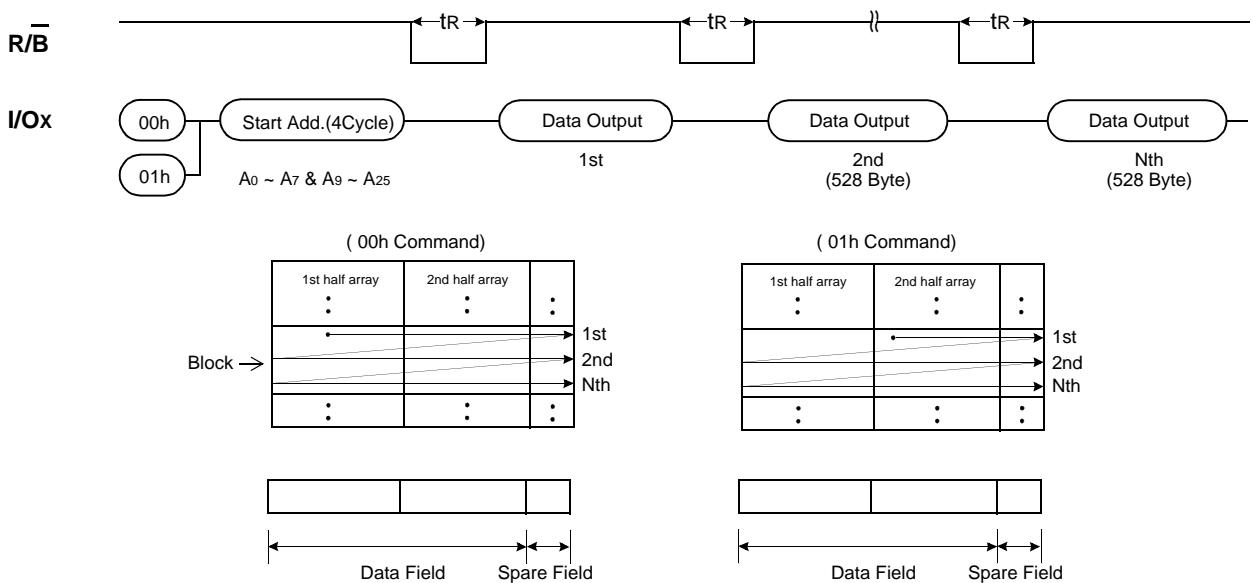 R/B tR tR tR
I/Ox 00h Start Add.(4Cycle) Data Output Data Output Data Output
01h A0 ~ A7 & A9 ~ A25 1st 2nd Nth
(528 Byte) (528 Byte)
( 00h Command) ( 01h Command)
1st half array 2nd half array 1st half array 2nd half array
1st 1st
Block 2nd 2nd
Nth Nth
Data Field Spare Field Data Field Spare Field